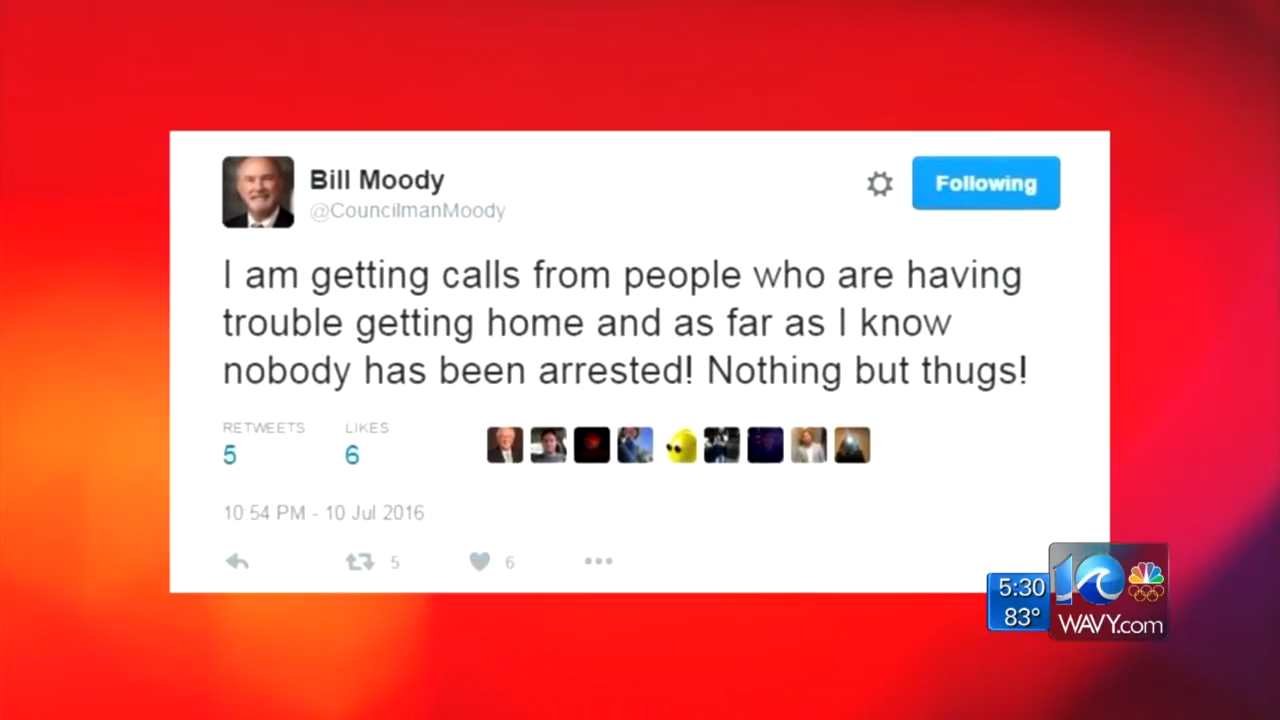 Bill Moody
@CouncilmanMoody
Following
I am getting calls from people who are having
trouble getting home and as far as I know
nobody has been arrested! Nothing but thugs!
RETWEETS
LIKES
5
6
10:54 PM - 10 Jul 2016
5
6
5:30
83°
10
WAVY.com